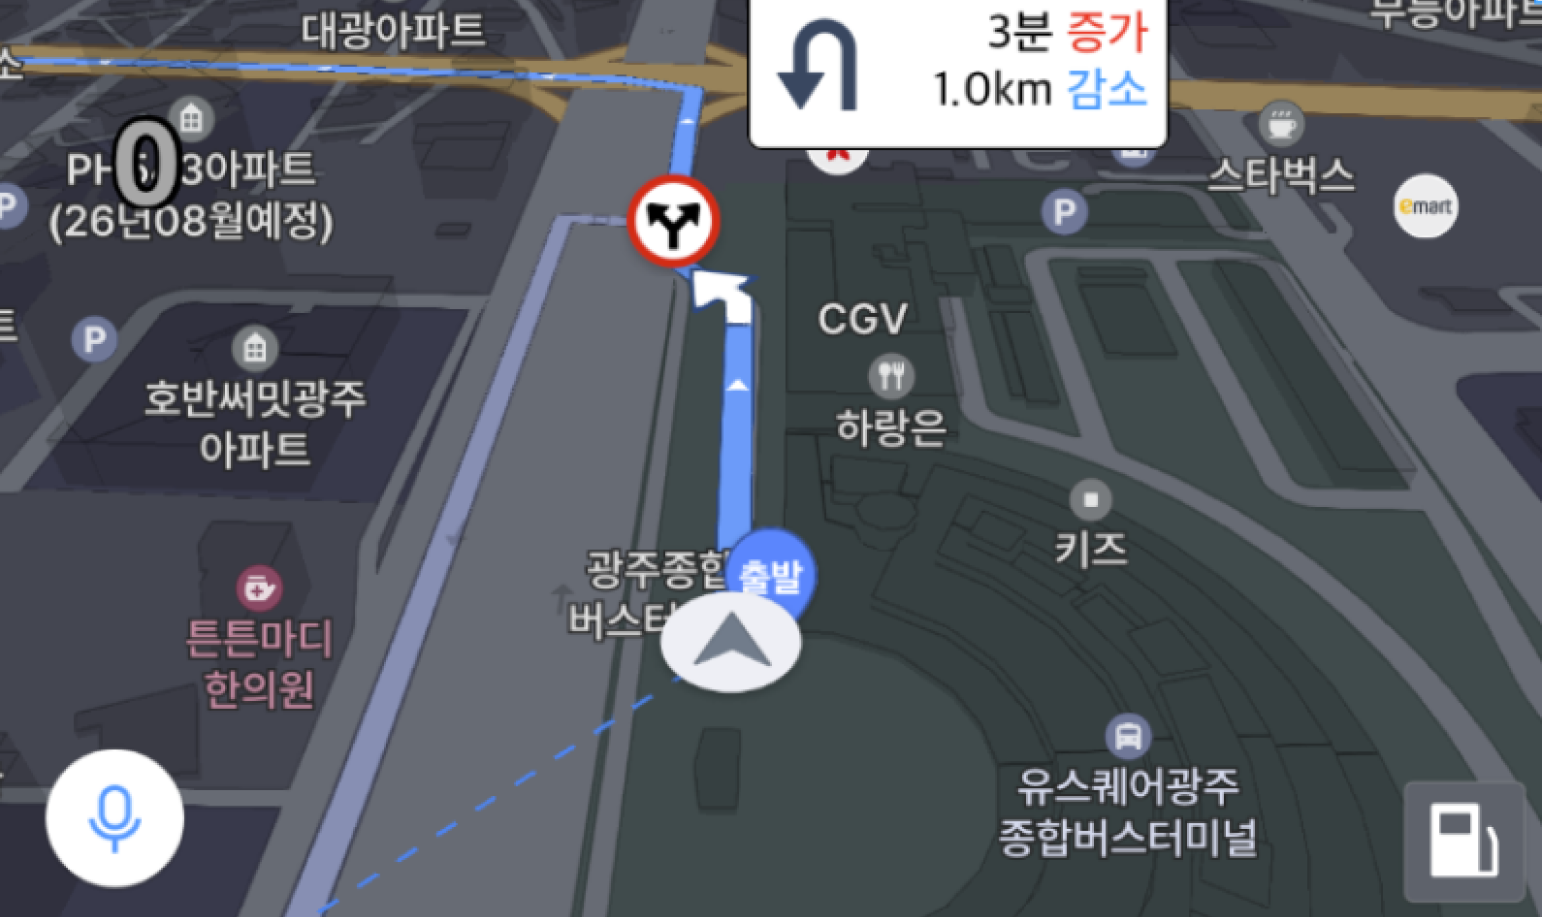 대광아파트
3분 증가
1.0km 감소
무등아파트
소
0
3아파트
(26년08월예정)
P
P
스타벅스
emart
P
CGV
호반써밋광주
아파트
하랑은
키즈
광주종합
버스터
출발
튼튼마디
한의원
유스퀘어광주
종합버스터미널